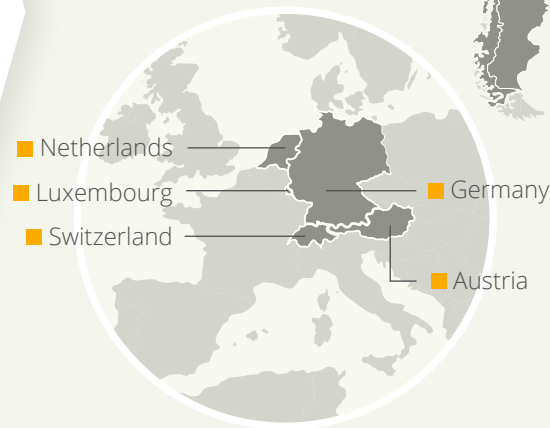 Netherlands
Luxembourg
Switzerland
Germany
Austria